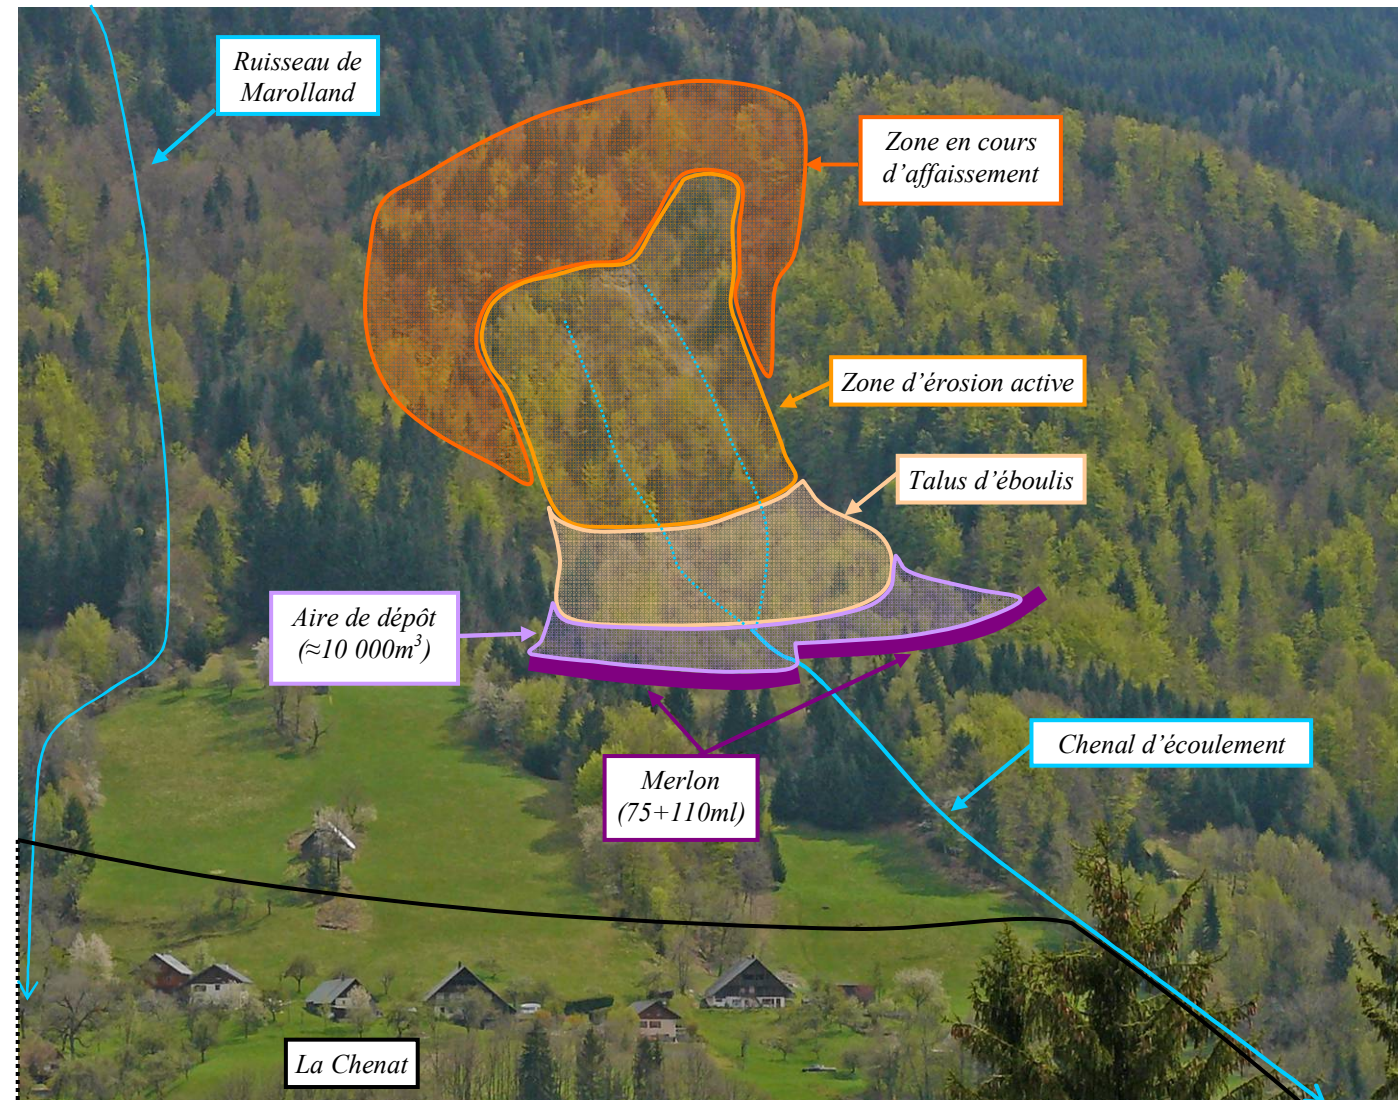 Ruisseau de
Marolland
Zone en cours
d’affaissement
Zone d’érosion active
Talus d’éboulis
Aire de dépôt
(≈10 000m³)
Chenal d’écoulement
Merlon
(75+110ml)
La Chenat